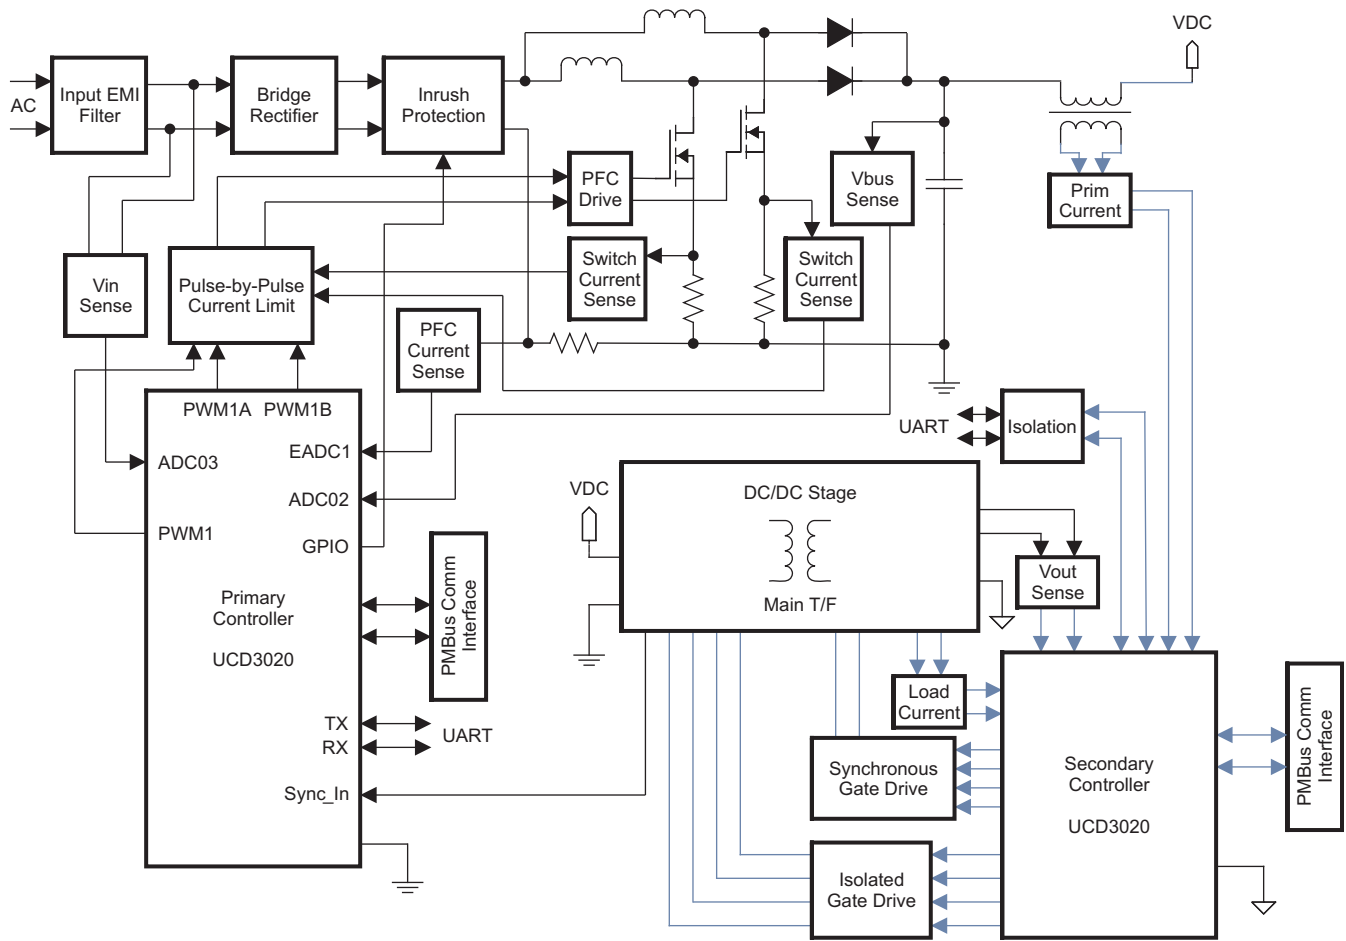 VDC
AC
Input EMI
Filter
Bridge
Rectifier
Inrush
Protection
PFC
Drive
Vbus
Sense
Prim
Current
Vin
Sense
Pulse-by-Pulse
Current Limit
Switch
Current
Sense
Switch
Current
Sense
PFC
Current
Sense
PWM1A
PWM1B
UART
Isolation
EADC1
ADC03
ADC02
PWM1
GPIO
VDC
DC/DC Stage
Main T/F
Vout
Sense
Primary
Controller
UCD3020
PMBus Comm
Interface
TX
RX
UART
Sync_In
Load
Current
Synchronous
Gate Drive
Isolated
Gate Drive
Secondary
Controller
UCD3020
PMBus Comm
Interface